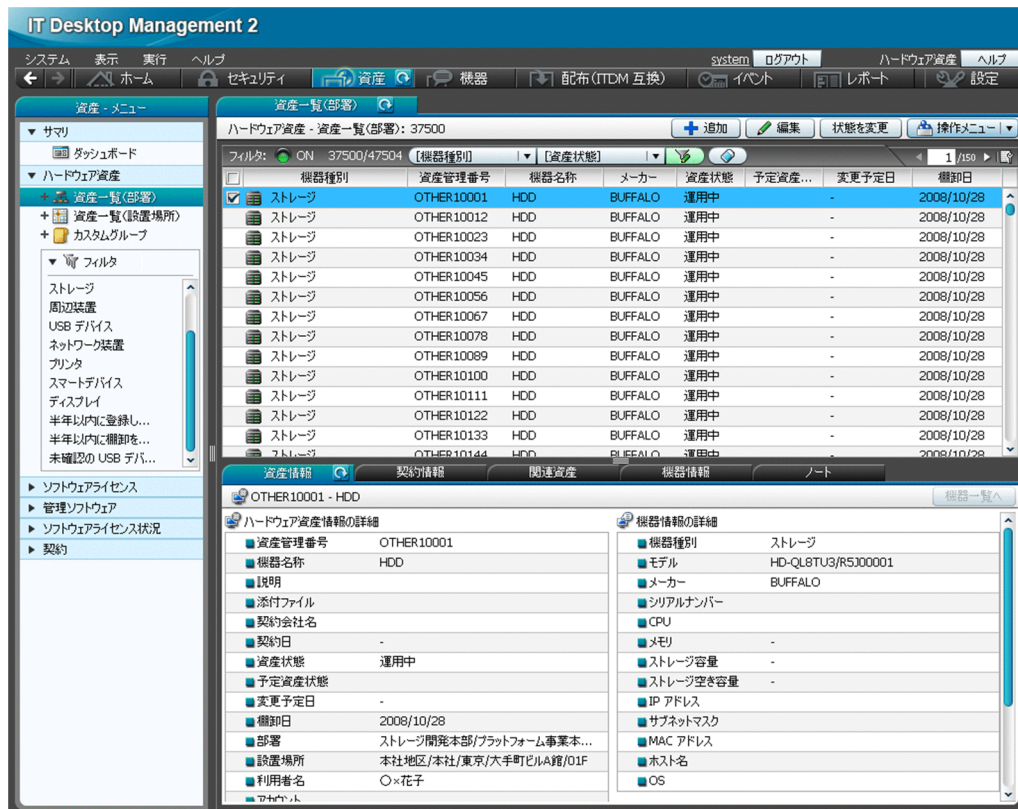 IT Desktop Management 2
システム 表示 実行 ヘルプ system ログアウト ハードウェア資産 ヘルプ
ホーム セキュリティ 資産 機器 配布(ITDM 互換) イベント レポート 設定
資産 - メニュー
▼ サマリ
ダッシュボード
▼ ハードウェア資産
+ 資産一覧(部署)
+ 資産一覧(設置場所)
+ カスタムグループ
▼ フィルタ
ストレージ
周辺装置
USB デバイス
ネットワーク装置
プリンタ
スマートデバイス
ディスプレイ
半年以内に登録し...
半年以内に棚卸を...
未確認の USB デバ...
▶ ソフトウェアライセンス
▶ 管理ソフトウェア
▶ ソフトウェアライセンス状況
▶ 契約
資産一覧(部署)
ハードウェア資産 - 資産一覧(部署): 37500 追加 編集 状態を変更 操作メニュー
フィルタ: ON 37500/47504 [機器種別] [資産状態] 1 /150
機器種別 資産管理番号 機器名称 メーカー 資産状態 予定資産... 変更予定日 棚卸日
ストレージ OTHER10001 HDD BUFFALO 運用中 - 2008/10/28
ストレージ OTHER10012 HDD BUFFALO 運用中 - 2008/10/28
ストレージ OTHER10023 HDD BUFFALO 運用中 - 2008/10/28
ストレージ OTHER10034 HDD BUFFALO 運用中 - 2008/10/28
ストレージ OTHER10045 HDD BUFFALO 運用中 - 2008/10/28
ストレージ OTHER10056 HDD BUFFALO 運用中 - 2008/10/28
ストレージ OTHER10067 HDD BUFFALO 運用中 - 2008/10/28
ストレージ OTHER10078 HDD BUFFALO 運用中 - 2008/10/28
ストレージ OTHER10089 HDD BUFFALO 運用中 - 2008/10/28
ストレージ OTHER10100 HDD BUFFALO 運用中 - 2008/10/28
ストレージ OTHER10111 HDD BUFFALO 運用中 - 2008/10/28
ストレージ OTHER10122 HDD BUFFALO 運用中 - 2008/10/28
ストレージ OTHER10133 HDD BUFFALO 運用中 - 2008/10/28
ストレージ OTHER10144 HDD BUFFALO 運用中 - 2008/10/28
資産情報 契約情報 関連資産 機器情報 ノート
OTHER10001 - HDD 機器一覧へ
ハードウェア資産情報の詳細
資産管理番号 OTHER10001
機器名称 HDD
説明
添付ファイル
契約会社名
契約日 -
資産状態 運用中
予定資産状態
変更予定日 -
棚卸日 2008/10/28
部署 ストレージ開発本部/プラットフォーム事業本...
設置場所 本社地区/本社/東京/大手町ビルA館/01F
利用者名 ○×花子
アカウント
機器情報の詳細
機器種別 ストレージ
モデル HD-QL8TU3/R5J00001
メーカー BUFFALO
シリアルナンバー
CPU
メモリ -
ストレージ容量 -
ストレージ空き容量 -
IP アドレス
サブネットマスク
MAC アドレス
ホスト名
OS